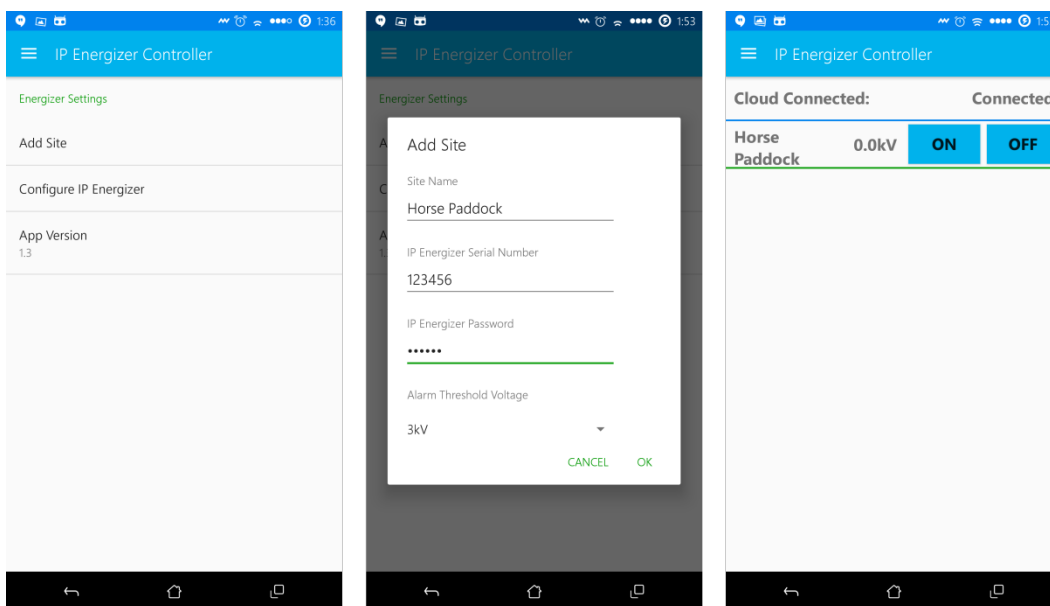 1:36
IP Energizer Controller
Energizer Settings
Add Site
Configure IP Energizer
App Version
1.3
1:53
IP Energizer Controller
Energizer Settings
Add Site
Site Name
Horse Paddock
IP Energizer Serial Number
123456
IP Energizer Password
••••••
Alarm Threshold Voltage
3kV
CANCEL OK
IP Energizer Controller
Cloud Connected: Connected
Horse
Paddock 0.0kV ON OFF